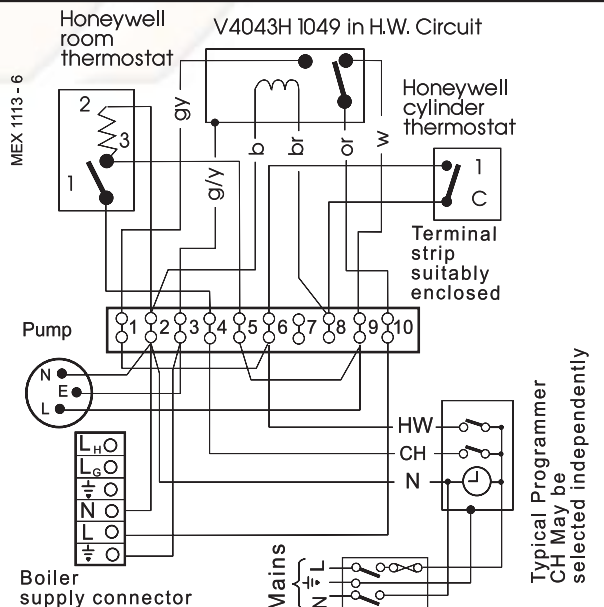 Honeywell
room
thermostat
V4043H 1049 in H.W. Circuit
Honeywell
cylinder
thermostat
MEX 1113 - 6
2
3
1
gy
g/y
b
br
or
w
1
C
Terminal
strip
suitably
enclosed
1 2 3 4 5 6 7 8 9 10
Pump
N
E
L
HW
CH
N
LH
LG
N
L
Boiler
supply connector
Mains
L
N
Typical Programmer
CH May be
selected independently